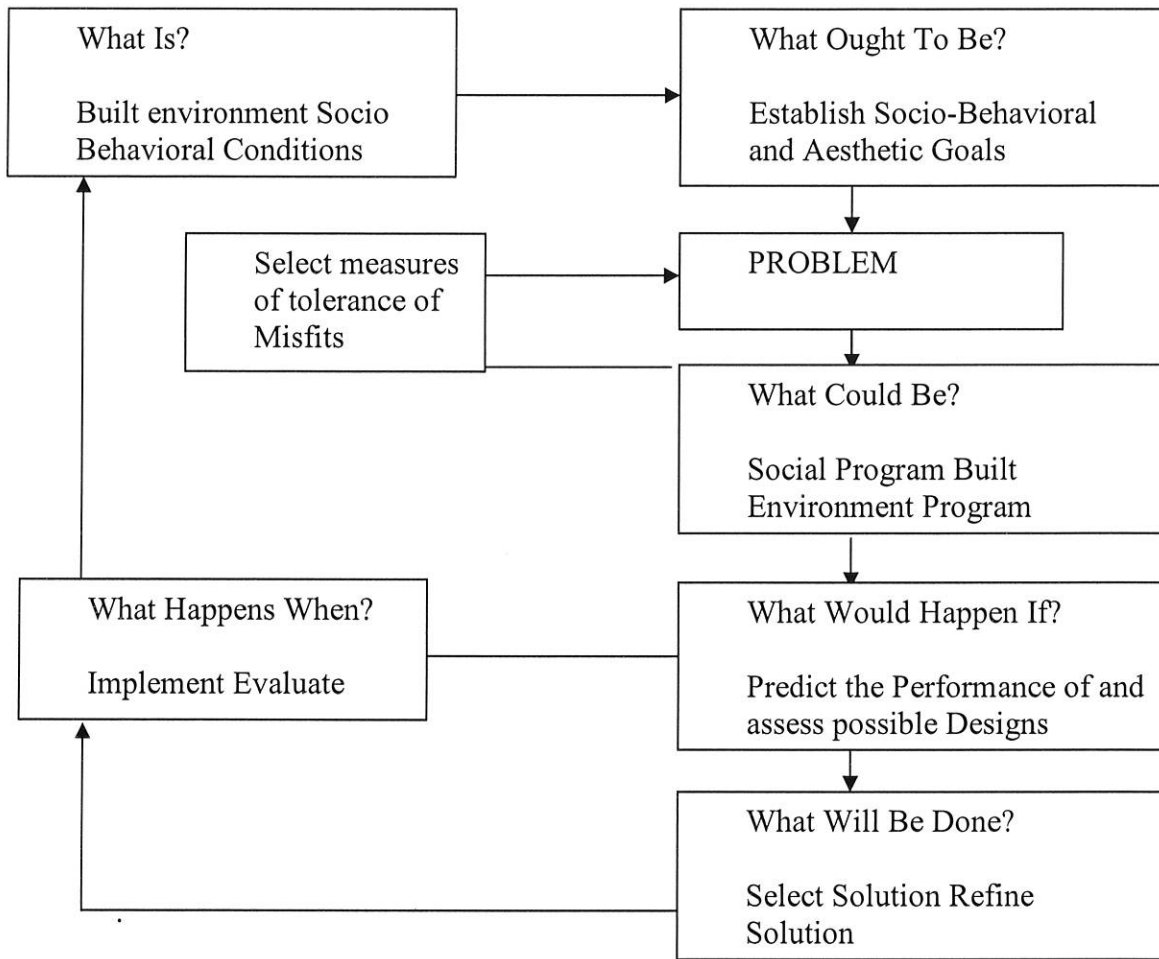 What Is?
Built environment Socio
Behavioral Conditions
What Ought To Be?
Establish Socio-Behavioral
and Aesthetic Goals
Select measures
of tolerance of
Misfits
PROBLEM
What Could Be?
Social Program Built
Environment Program
What Happens When?
Implement Evaluate
What Would Happen If?
Predict the Performance of and
assess possible Designs
What Will Be Done?
Select Solution Refine
Solution